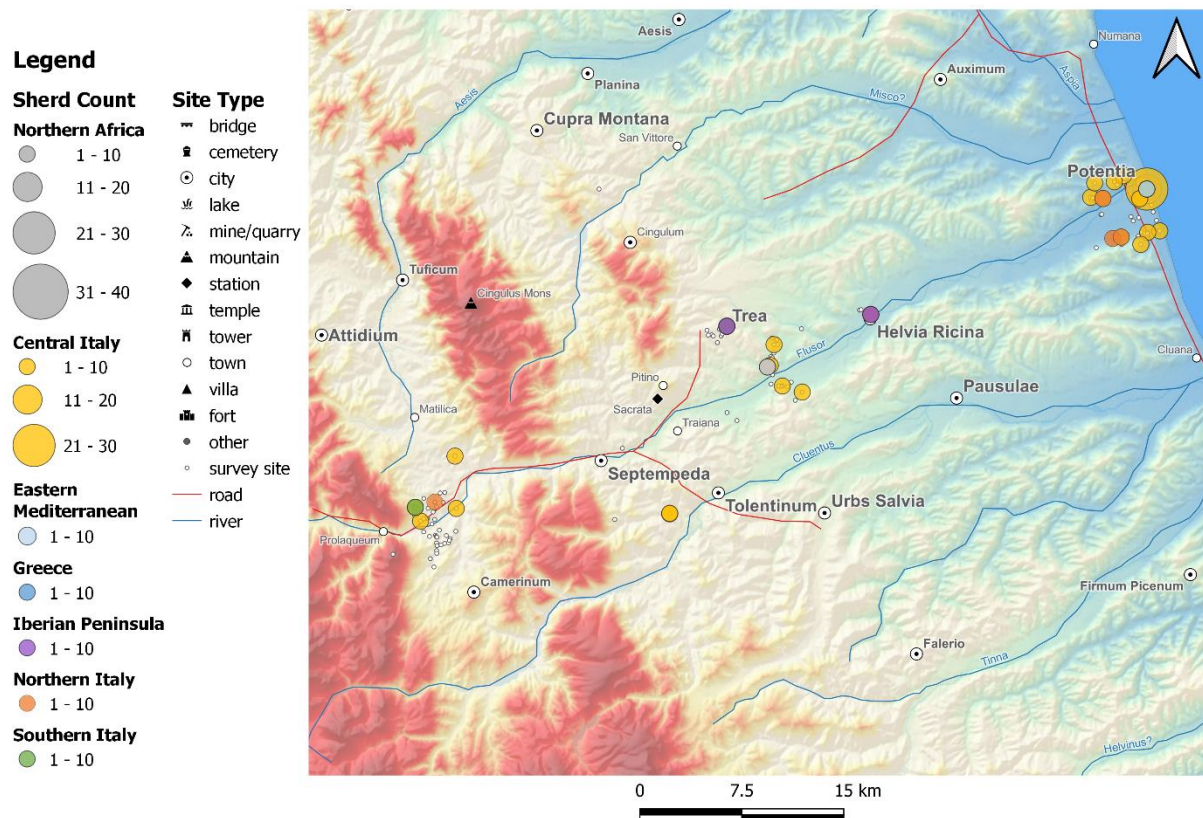 Legend
Sherd Count
Northern Africa
1 - 10
11 - 20
21 - 30
31 - 40
Central Italy
1 - 10
11 - 20
21 - 30
Eastern
Mediterranean
1 - 10
Greece
1 - 10
Iberian Peninsula
1 - 10
Northern Italy
1 - 10
Southern Italy
1 - 10
Site Type
bridge
cemetery
city
lake
mine/quarry
mountain
station
temple
tower
town
villa
fort
other
survey site
road
river
Aesis
Numana
Planina
Auximum
Aspia
Aesis
Misco?
Cupra Montana
San Vittore
Potentia
Cingulum
Tuficum
Cingulus Mons
Trea
Attidium
Helvia Ricina
Flusor
Cluana
Pitino
Sacrata
Pausulae
Matilica
Traiana
Cluentus
Septempeda
Tolentinum
Urbs Salvia
Prolaqueum
Camerinum
Firmum Picenum
Falerio
Tinna
Helvinus?
0 7.5 15 km